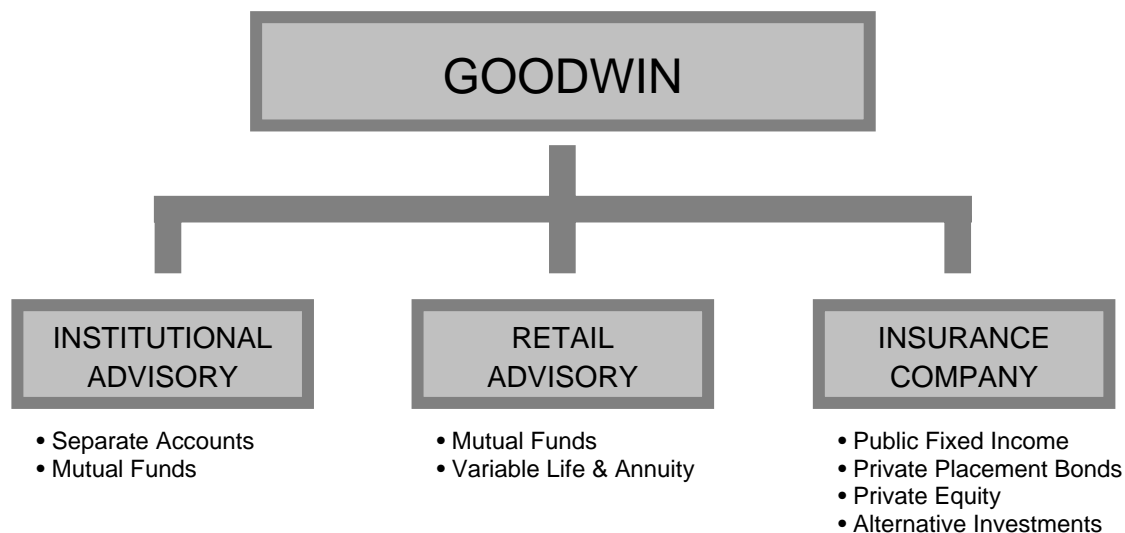 GOODWIN
INSTITUTIONAL
ADVISORY
• Separate Accounts
• Mutual Funds
RETAIL
ADVISORY
• Mutual Funds
• Variable Life & Annuity
INSURANCE
COMPANY
• Public Fixed Income
• Private Placement Bonds
• Private Equity
• Alternative Investments